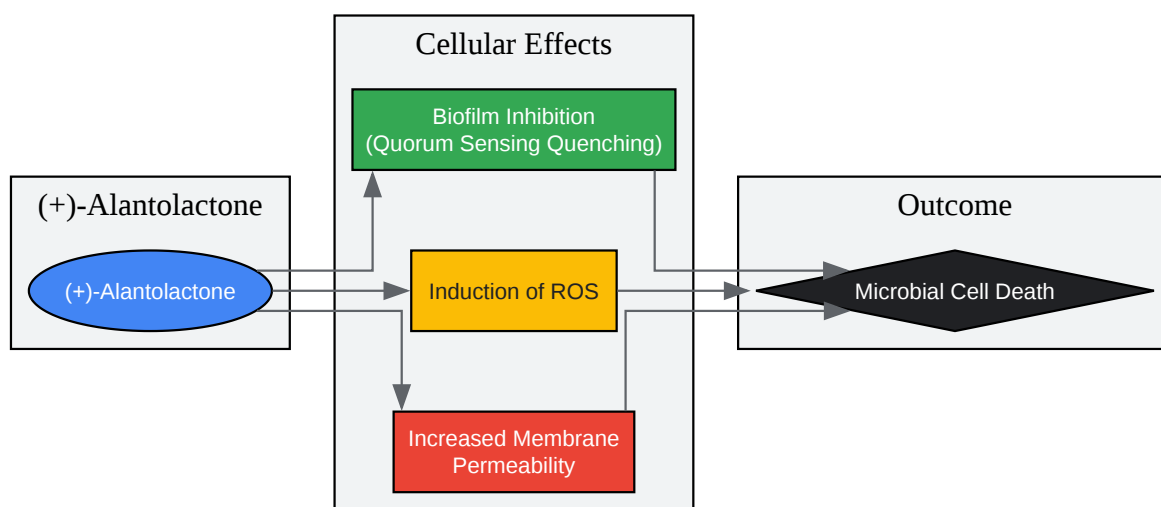 (+)-Alantolactone
(+)-Alantolactone
Cellular Effects
Biofilm Inhibition
(Quorum Sensing Quenching)
Induction of ROS
Increased Membrane
Permeability
Outcome
Microbial Cell Death